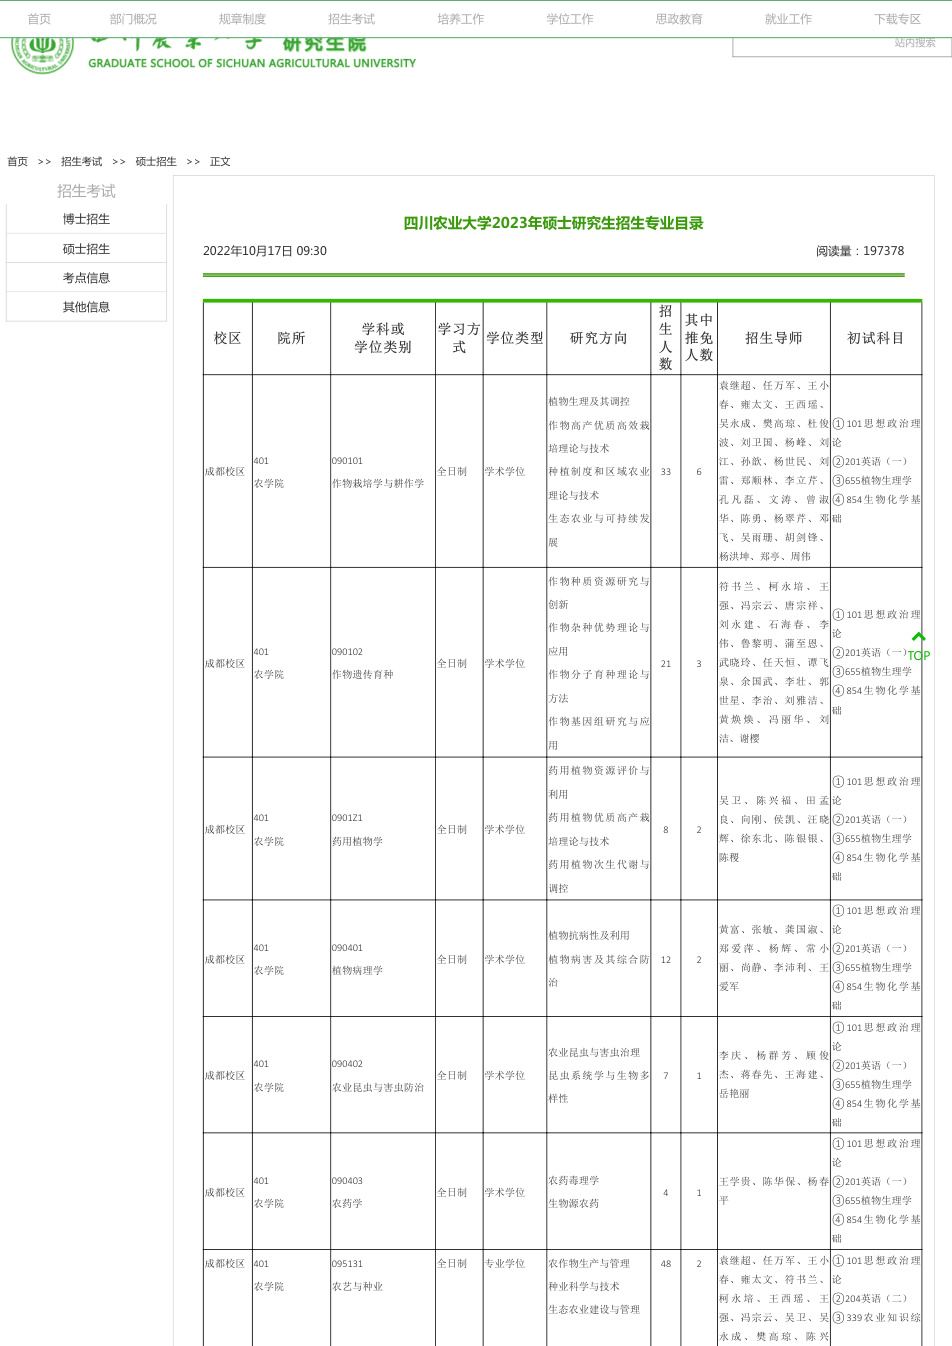 首页 部门概况 规章制度 招生考试 培养工作 学位工作 思政教育 就业工作 下载专区
研究生院
GRADUATE SCHOOL OF SICHUAN AGRICULTURAL UNIVERSITY
站内搜索
首页 >> 招生考试 >> 硕士招生 >> 正文
招生考试
博士招生
硕士招生
考点信息
其他信息
四川农业大学2023年硕士研究生招生专业目录
2022年10月17日 09:30 阅读量：197378
校区
院所
学科或
学位类别
学习方
式
学位类型
研究方向
招
生
人
数
其中
推免
人数
招生导师
初试科目
成都校区
401
农学院
090101
作物栽培学与耕作学
全日制
学术学位
植物生理及其调控
作物高产优质高效栽
培理论与技术
种植制度和区域农业
理论与技术
生态农业与可持续发
展
33
6
袁继超、任万军、王小
春、雍太文、王西瑶、
吴永成、樊高琼、杜俊
波、刘卫国、杨峰、刘
江、孙歆、杨世民、刘
雷、郑顺林、李立芹、
孔凡磊、文涛、曾淑
华、陈勇、杨翠芹、邓
飞、吴雨珊、胡剑锋、
杨洪坤、郑亭、周伟
①101思想政治理
论
②201英语（一）
③655植物生理学
④854生物化学基
础
成都校区
401
农学院
090102
作物遗传育种
全日制
学术学位
作物种质资源研究与
创新
作物杂种优势理论与
应用
作物分子育种理论与
方法
作物基因组研究与应
用
21
3
符书兰、柯永培、王
强、冯宗云、唐宗祥、
刘永建、石海春、李
伟、鲁黎明、蒲至恩、
武晓玲、任天恒、谭飞
泉、余国武、李壮、郭
世星、李治、刘雅洁、
黄焕焕、冯丽华、刘
洁、谢樱
①101思想政治理
论
②201英语（一）
③655植物生理学
④854生物化学基
础
TOP
成都校区
401
农学院
0901Z1
药用植物学
全日制
学术学位
药用植物资源评价与
利用
药用植物优质高产栽
培理论与技术
药用植物次生代谢与
调控
8
2
吴卫、陈兴福、田孟
良、向刚、侯凯、汪晓
辉、徐东北、陈银银、
陈稷
①101思想政治理
论
②201英语（一）
③655植物生理学
④854生物化学基
础
成都校区
401
农学院
090401
植物病理学
全日制
学术学位
植物抗病性及利用
植物病害及其综合防
治
12
2
黄富、张敏、龚国淑、
郑爱萍、杨辉、常小
丽、尚静、李沛利、王
爱军
①101思想政治理
论
②201英语（一）
③655植物生理学
④854生物化学基
础
成都校区
401
农学院
090402
农业昆虫与害虫防治
全日制
学术学位
农业昆虫与害虫治理
昆虫系统学与生物多
样性
7
1
李庆、杨群芳、顾俊
杰、蒋春先、王海建、
岳艳丽
①101思想政治理
论
②201英语（一）
③655植物生理学
④854生物化学基
础
成都校区
401
农学院
090403
农药学
全日制
学术学位
农药毒理学
生物源农药
4
1
王学贵、陈华保、杨春
平
①101思想政治理
论
②201英语（一）
③655植物生理学
④854生物化学基
础
成都校区
401
农学院
095131
农艺与种业
全日制
专业学位
农作物生产与管理
种业科学与技术
生态农业建设与管理
48
2
袁继超、任万军、王小
春、雍太文、符书兰、
柯永培、王西瑶、王
强、冯宗云、吴卫、吴
永成、樊高琼、陈兴
①101思想政治理
论
②204英语（二）
③339农业知识综